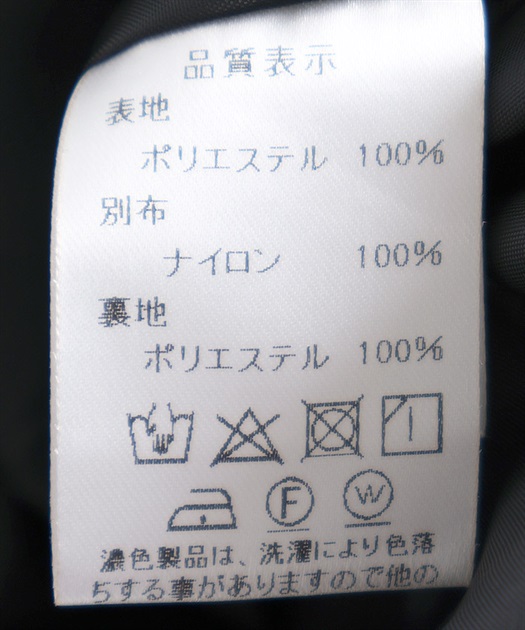 品質表示
表地
ポリエステル 100%
別布
ナイロン 100%
裏地
ポリエステル 100%
F W
濃色製品は、洗濯により色落
ちする事がありますので他の